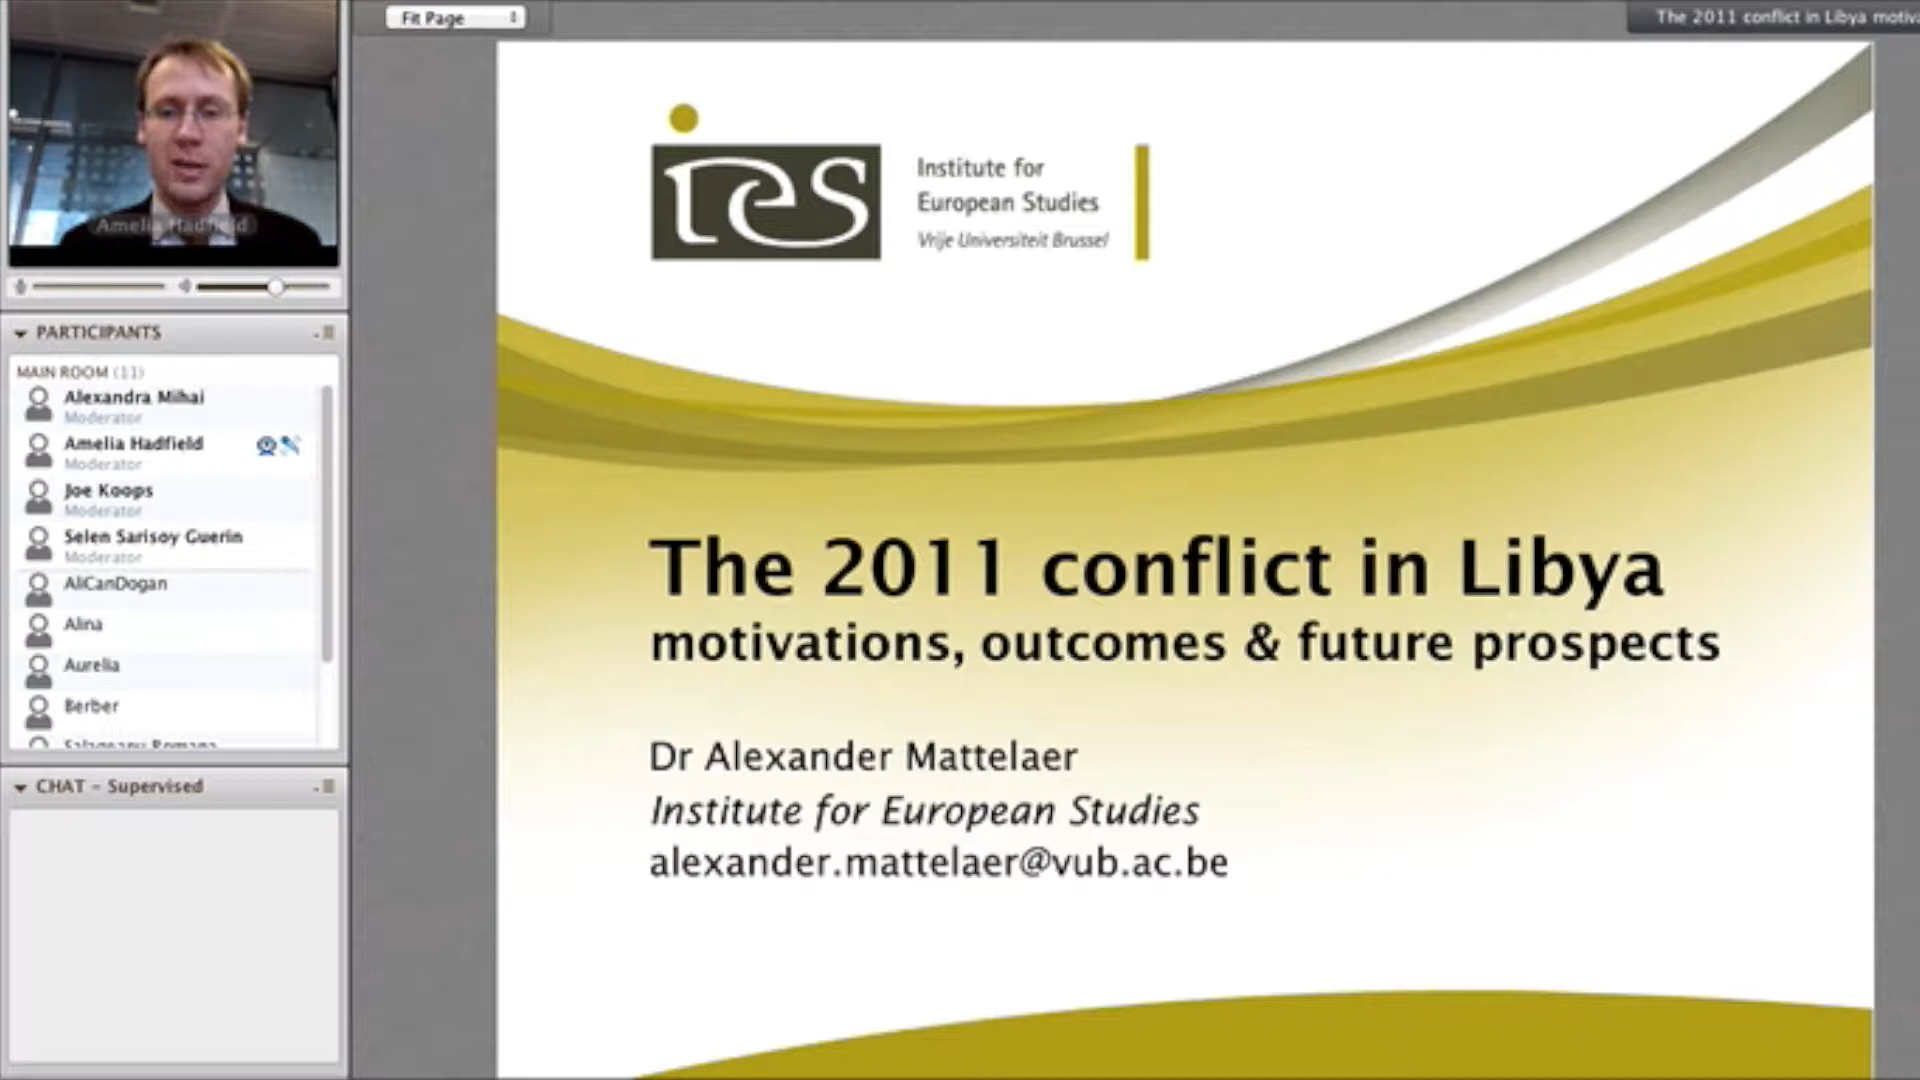 Fit Page
The 2011 conflict in Libya motiva
Amelia Hadfield
PARTICIPANTS
MAIN ROOM (11)
Alexandra Mihai
Moderator
Amelia Hadfield
Moderator
Joe Koops
Moderator
Selen Sarisoy Guerin
Moderator
AliCanDogan
Alina
Aurelia
Berber
CHAT - Supervised
ies
Institute for
European Studies
Vrije Universiteit Brussel
The 2011 conflict in Libya
motivations, outcomes & future prospects
Dr Alexander Mattelaer
Institute for European Studies
alexander.mattelaer@vub.ac.be